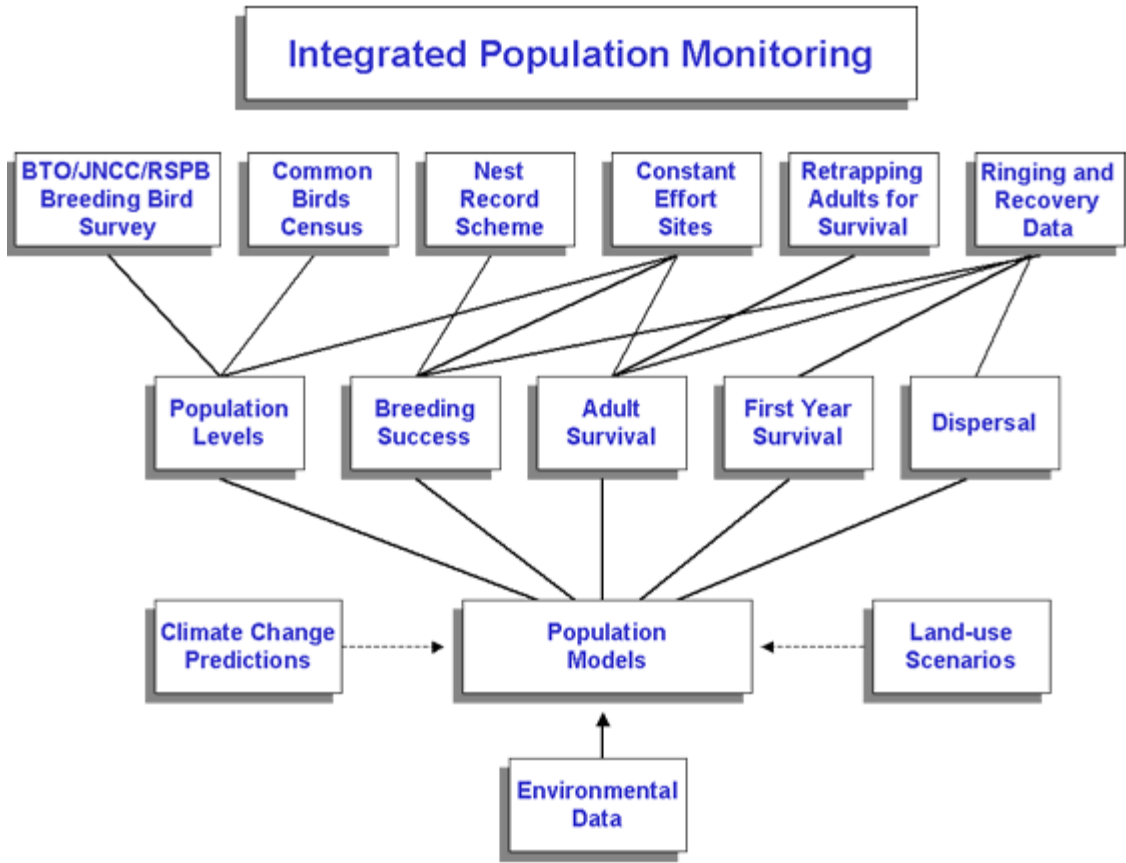 Integrated Population Monitoring
BTO/JNCC/RSPB
Breeding Bird
Survey
Common
Birds
Census
Nest
Record
Scheme
Constant
Effort
Sites
Retrapping
Adults for
Survival
Ringing and
Recovery
Data
Population
Levels
Breeding
Success
Adult
Survival
First Year
Survival
Dispersal
Climate Change
Predictions
Population
Models
Land-use
Scenarios
Environmental
Data